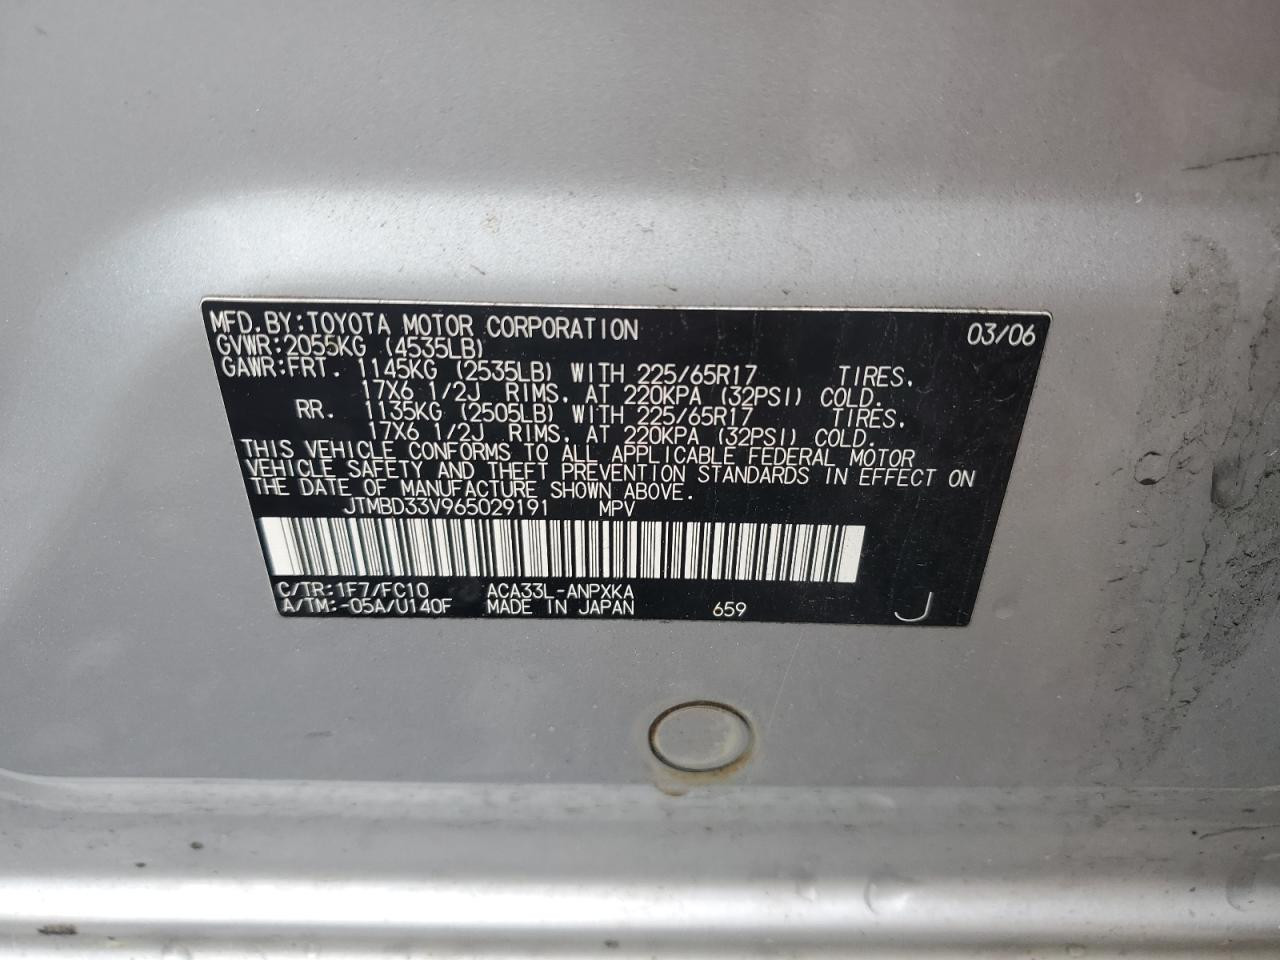 MFD.BY:TOYOTA MOTOR CORPORATION 03/06
GVWR:2055KG (4535LB)
GAWR:FRT. 1145KG (2535LB) WITH 225/65R17 TIRES.
17X6 1/2J RIMS. AT 220KPA (32PSI) COLD.
RR. 1135KG (2505LB) WITH 225/65R17 TIRES.
17X6 1/2J RIMS. AT 220KPA (32PSI) COLD.
THIS VEHICLE CONFORMS TO ALL APPLICABLE FEDERAL MOTOR
VEHICLE SAFETY AND THEFT PREVENTION STANDARDS IN EFFECT ON
THE DATE OF MANUFACTURE SHOWN ABOVE.
JTMBD33V965029191 MPV
C/TR:1F7/FC10 ACA33L-ANPXKA
A/TM:-05A/U140F MADE IN JAPAN 659 J